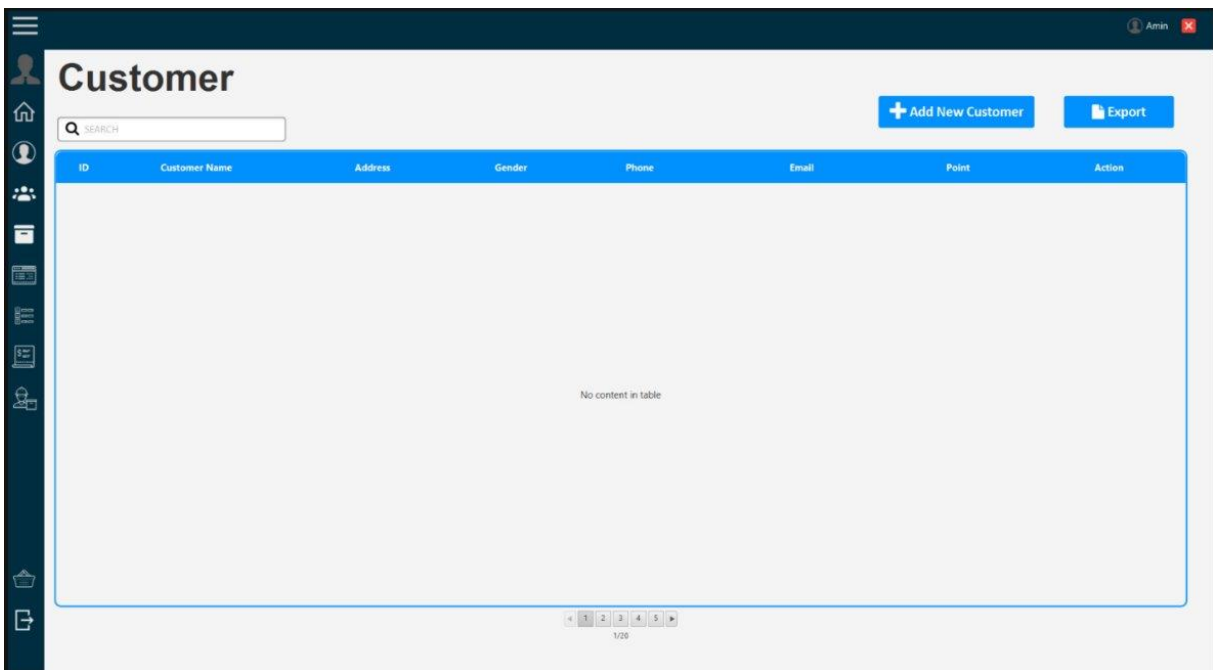 Amin
Customer
SEARCH
Add New Customer
Export
ID Customer Name Address Gender Phone Email Point Action
No content in table
1 2 3 4 5
1/20